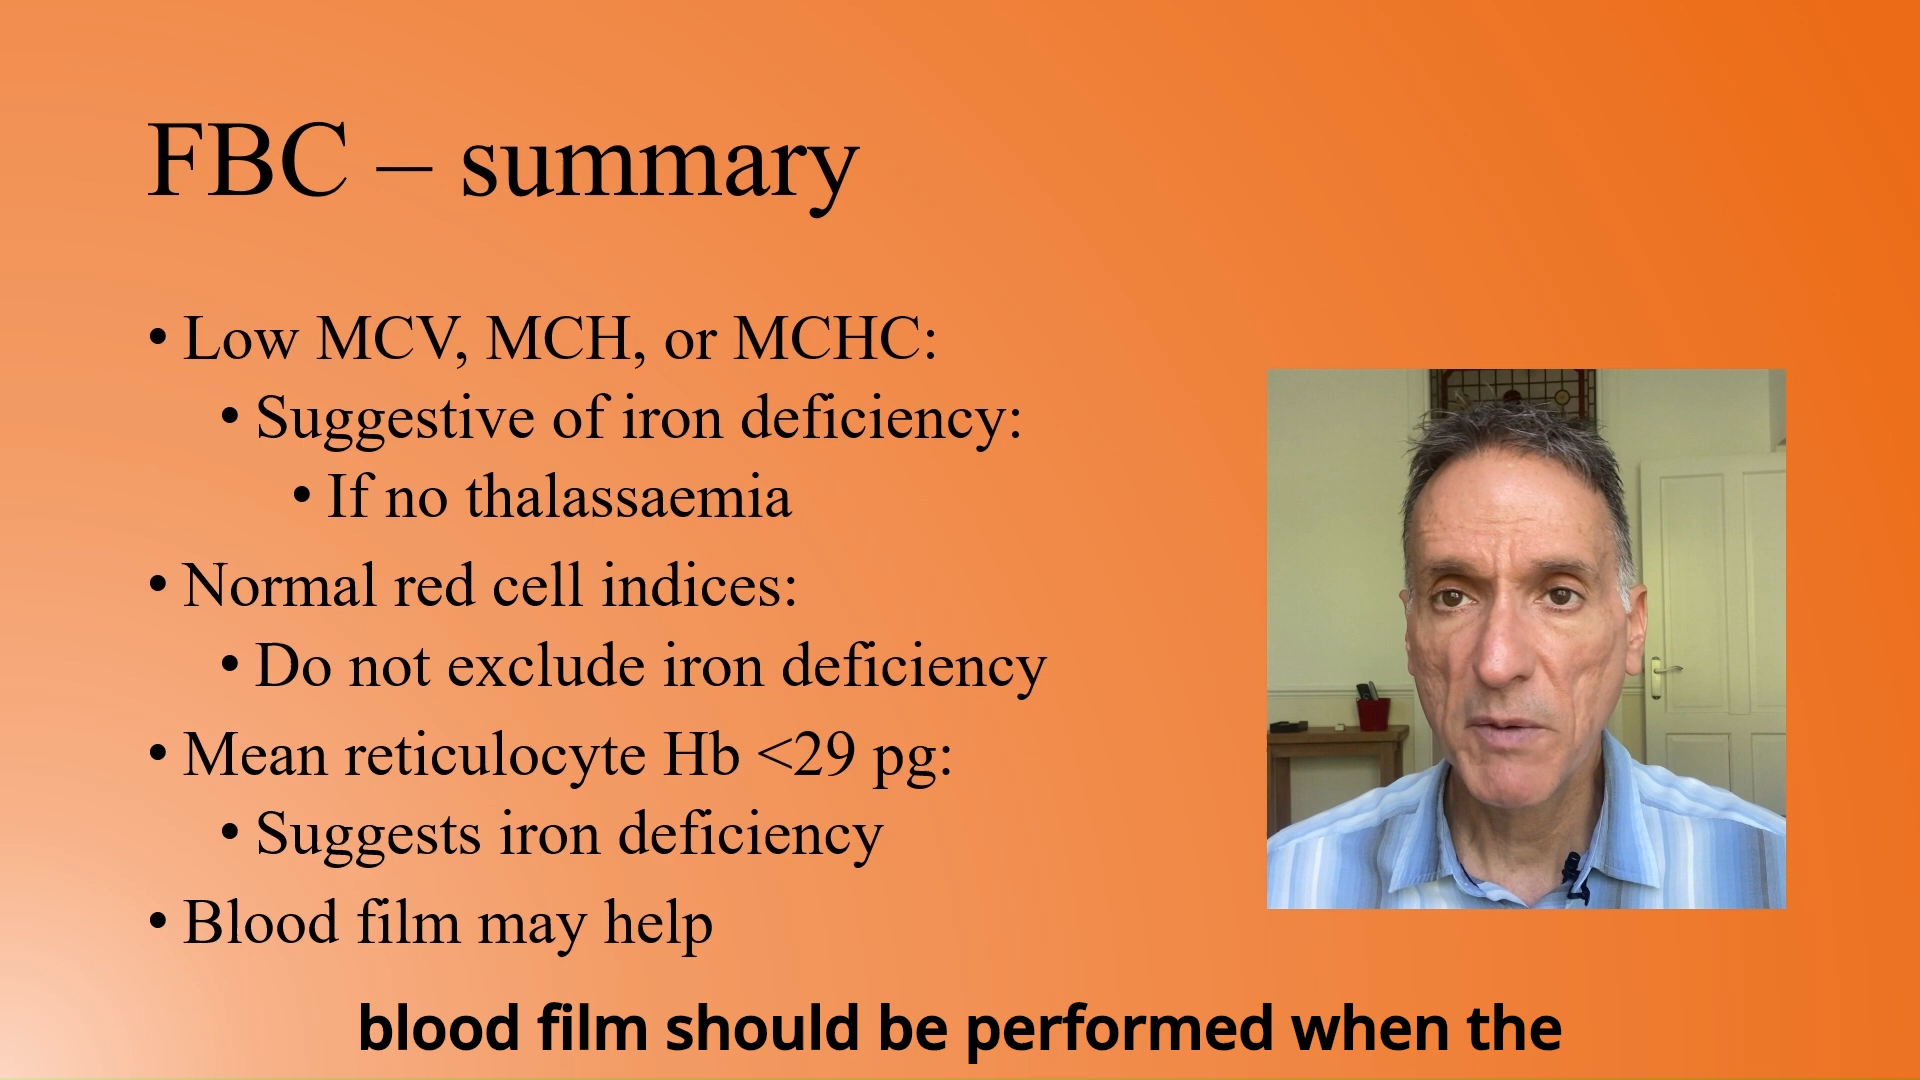 FBC – summary
• Low MCV, MCH, or MCHC:
• Suggestive of iron deficiency:
• If no thalassaemia
• Normal red cell indices:
• Do not exclude iron deficiency
• Mean reticulocyte Hb <29 pg:
• Suggests iron deficiency
• Blood film may help
blood film should be performed when the